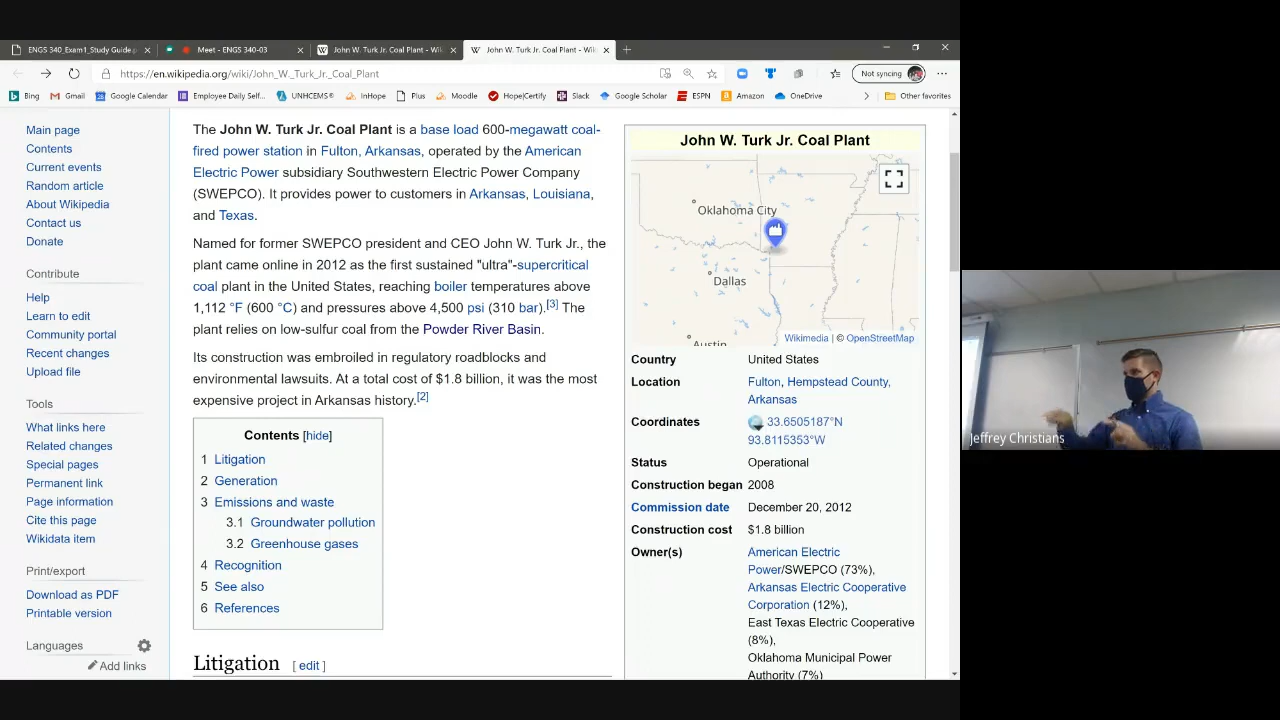 ENGS 340_Exam1_Study Guide.p
Meet - ENGS 340-03
John W. Turk Jr. Coal Plant - Wiki
John W. Turk Jr. Coal Plant - Wiki
https://en.wikipedia.org/wiki/John_W._Turk_Jr._Coal_Plant
Not syncing
Bing
Gmail
Google Calendar
Employee Daily Self...
UNHCEMS®
InHope
Plus
Moodle
Hope|Certify
Slack
Google Scholar
ESPN
Amazon
OneDrive
Other favorites
Main page
Contents
Current events
Random article
About Wikipedia
Contact us
Donate
Contribute
Help
Learn to edit
Community portal
Recent changes
Upload file
Tools
What links here
Related changes
Special pages
Permanent link
Page information
Cite this page
Wikidata item
Print/export
Download as PDF
Printable version
Languages
Add links
The John W. Turk Jr. Coal Plant is a base load 600-megawatt coal-
fired power station in Fulton, Arkansas, operated by the American
Electric Power subsidiary Southwestern Electric Power Company
(SWEPCO). It provides power to customers in Arkansas, Louisiana,
and Texas.
Named for former SWEPCO president and CEO John W. Turk Jr., the
plant came online in 2012 as the first sustained "ultra"-supercritical
coal plant in the United States, reaching boiler temperatures above
1,112 °F (600 °C) and pressures above 4,500 psi (310 bar).[3] The
plant relies on low-sulfur coal from the Powder River Basin.
Its construction was embroiled in regulatory roadblocks and
environmental lawsuits. At a total cost of $1.8 billion, it was the most
expensive project in Arkansas history.[2]
Contents [hide]
1 Litigation
2 Generation
3 Emissions and waste
3.1 Groundwater pollution
3.2 Greenhouse gases
4 Recognition
5 See also
6 References
Litigation [ edit ]
John W. Turk Jr. Coal Plant
Oklahoma City
Dallas
Austin
Wikimedia | © OpenStreetMap
Country United States
Location Fulton, Hempstead County,
Arkansas
Coordinates 33.6505187°N
93.8115353°W
Status Operational
Construction began 2008
Commission date December 20, 2012
Construction cost $1.8 billion
Owner(s) American Electric
Power/SWEPCO (73%),
Arkansas Electric Cooperative
Corporation (12%),
East Texas Electric Cooperative
(8%),
Oklahoma Municipal Power
Authority (7%)
Jeffrey Christians